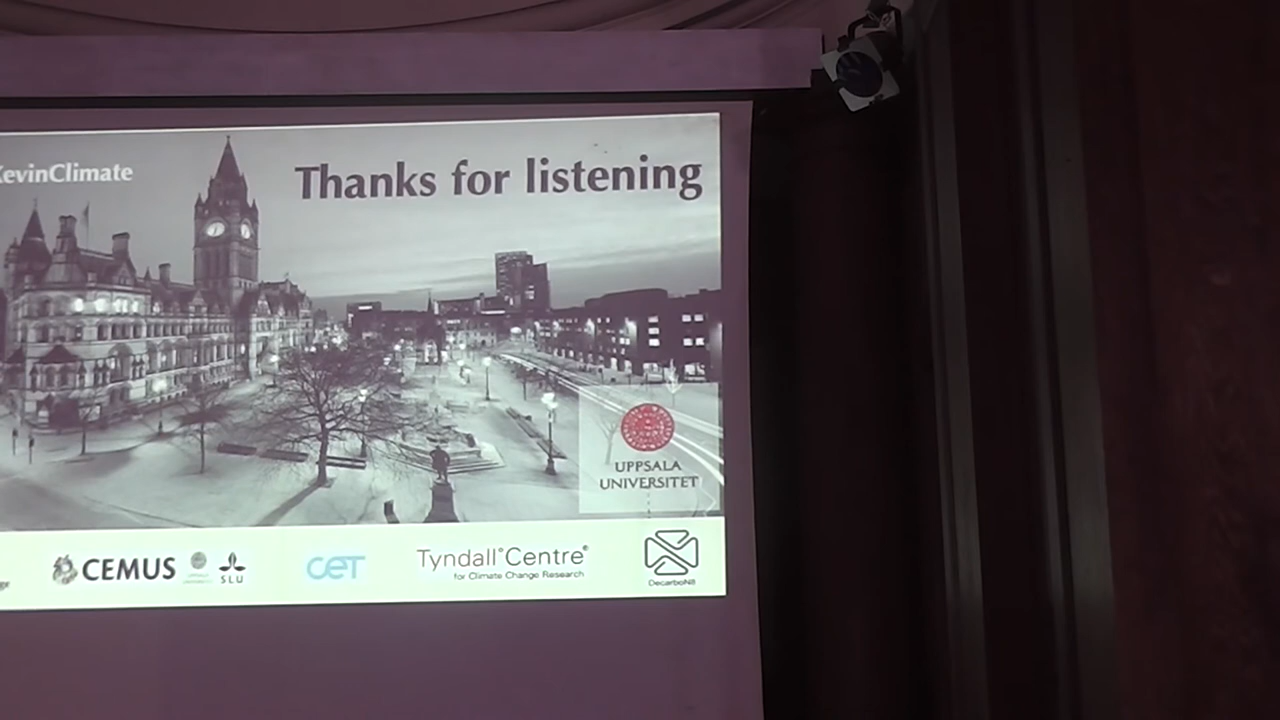 KevinClimate
Thanks for listening
UPPSALA
UNIVERSITET
CEMUS
SLU
CET
Tyndall°Centre®
for Climate Change Research
DecarboN8